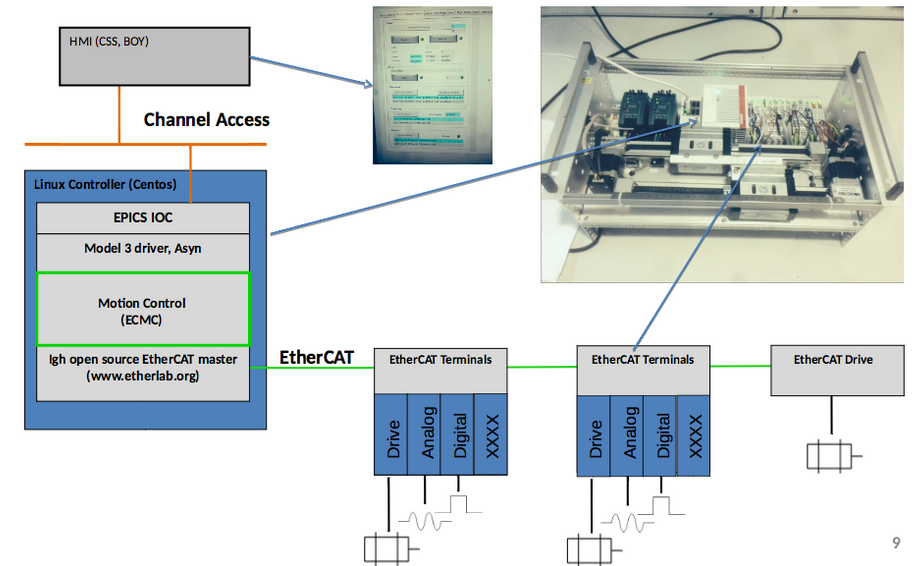 HMI (CSS, BOY)
Channel Access
Linux Controller (Centos)
EPICS IOC
Model 3 driver, Asyn
Motion Control
(ECMC)
Igh open source EtherCAT master
(www.etherlab.org)
EtherCAT
EtherCAT Terminals
Drive
Analog
Digital
XXXX
EtherCAT Terminals
Drive
Analog
Digital
XXXX
EtherCAT Drive
9